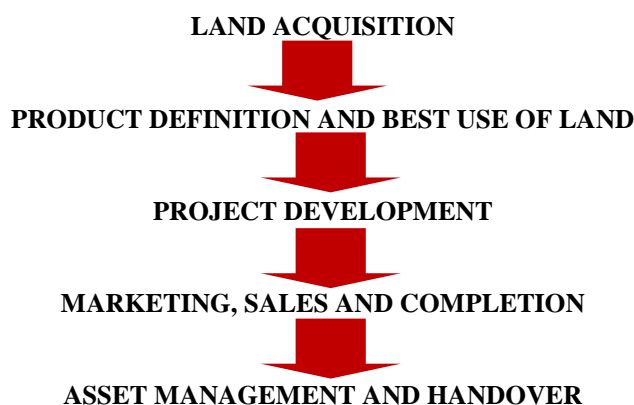 LAND ACQUISITION
PRODUCT DEFINITION AND BEST USE OF LAND
PROJECT DEVELOPMENT
MARKETING, SALES AND COMPLETION
ASSET MANAGEMENT AND HANDOVER